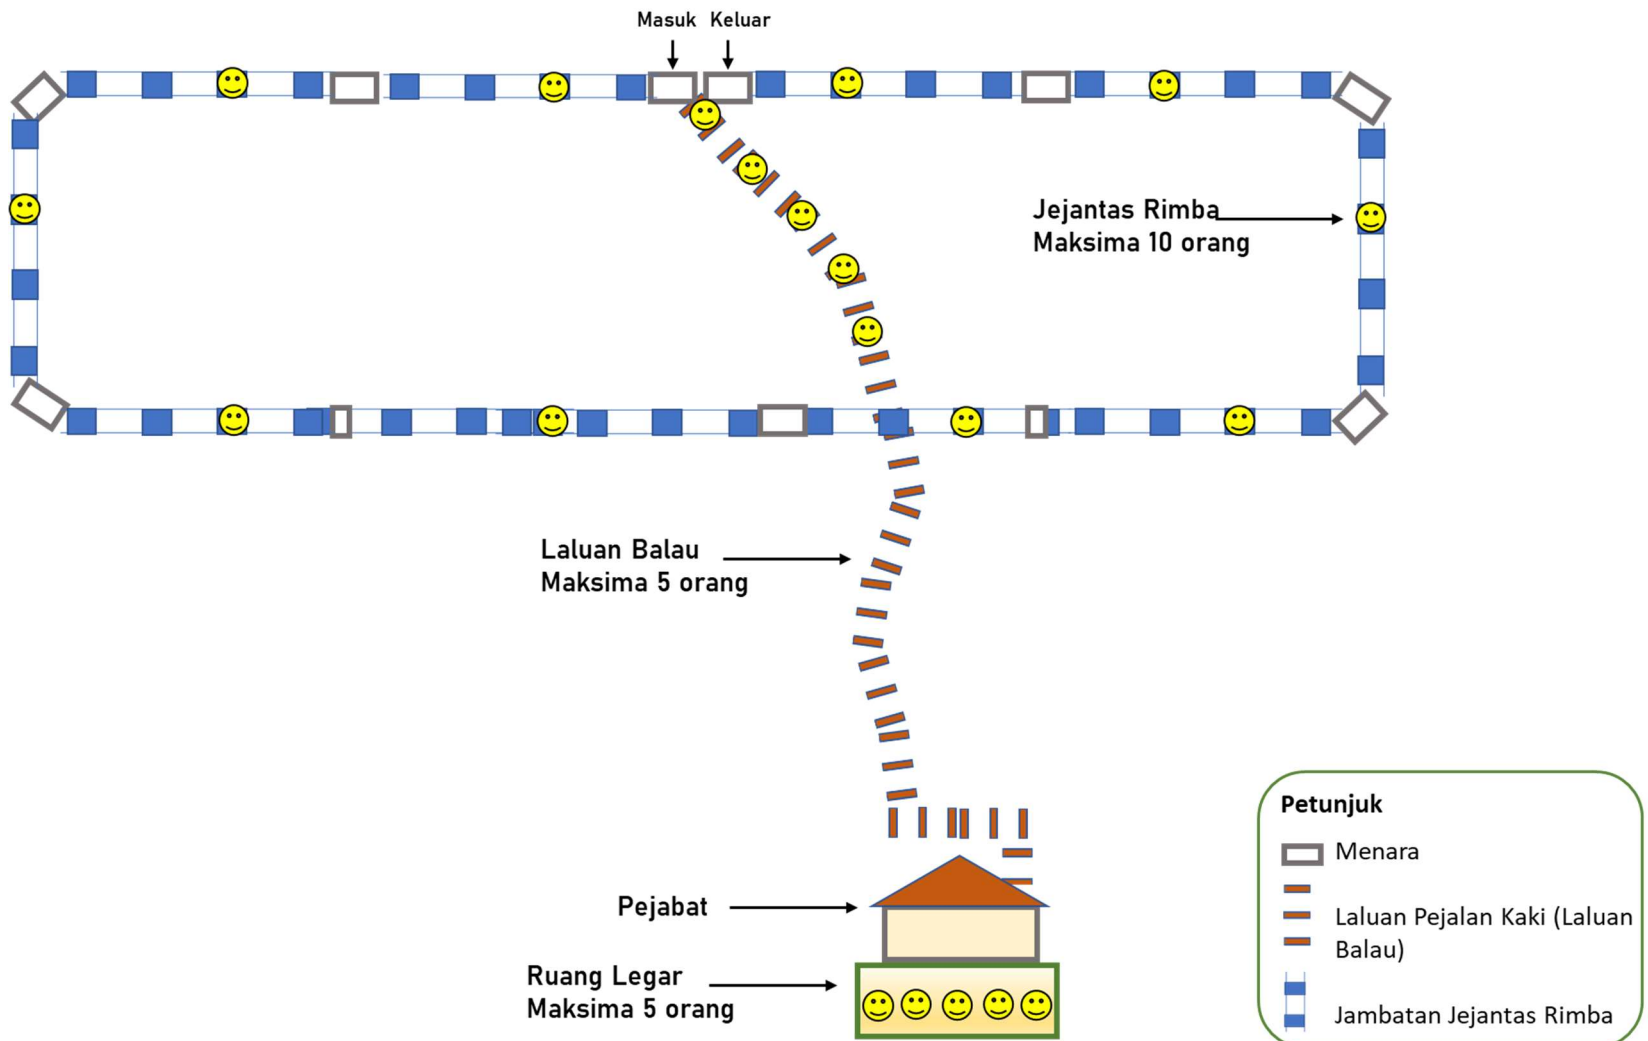 Masuk Keluar
Jejantas Rimba
Maksima 10 orang
Laluan Balau
Maksima 5 orang
Pejabat
Ruang Legar
Maksima 5 orang
Petunjuk
Menara
Laluan Pejalan Kaki (Laluan
Balau)
Jambatan Jejantas Rimba